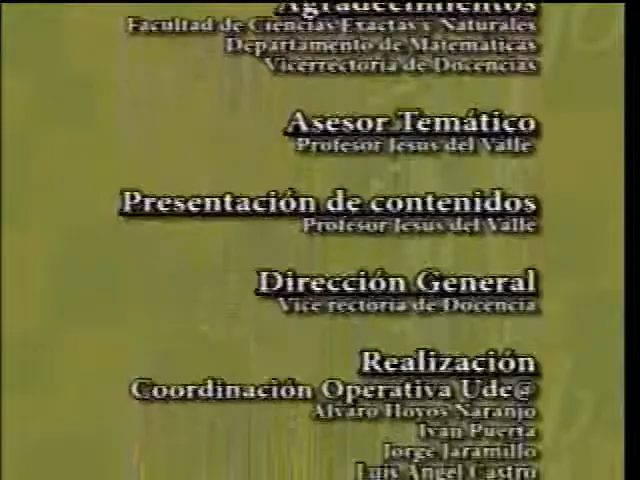 Agradecimientos
Facultad de Ciencias Exactas y Naturales
Departamento de Matematicas
Vicerrectoria de Docencias
Asesor Temático
Profesor Jesus del Valle
Presentación de contenidos
Profesor Jesus del Valle
Dirección General
Vice rectoria de Docencia
Realización
Coordinación Operativa Ude@
Alvaro Hoyos Naranjo
Ivan Puerta
Jorge Jaramillo
Luis Angel Castro